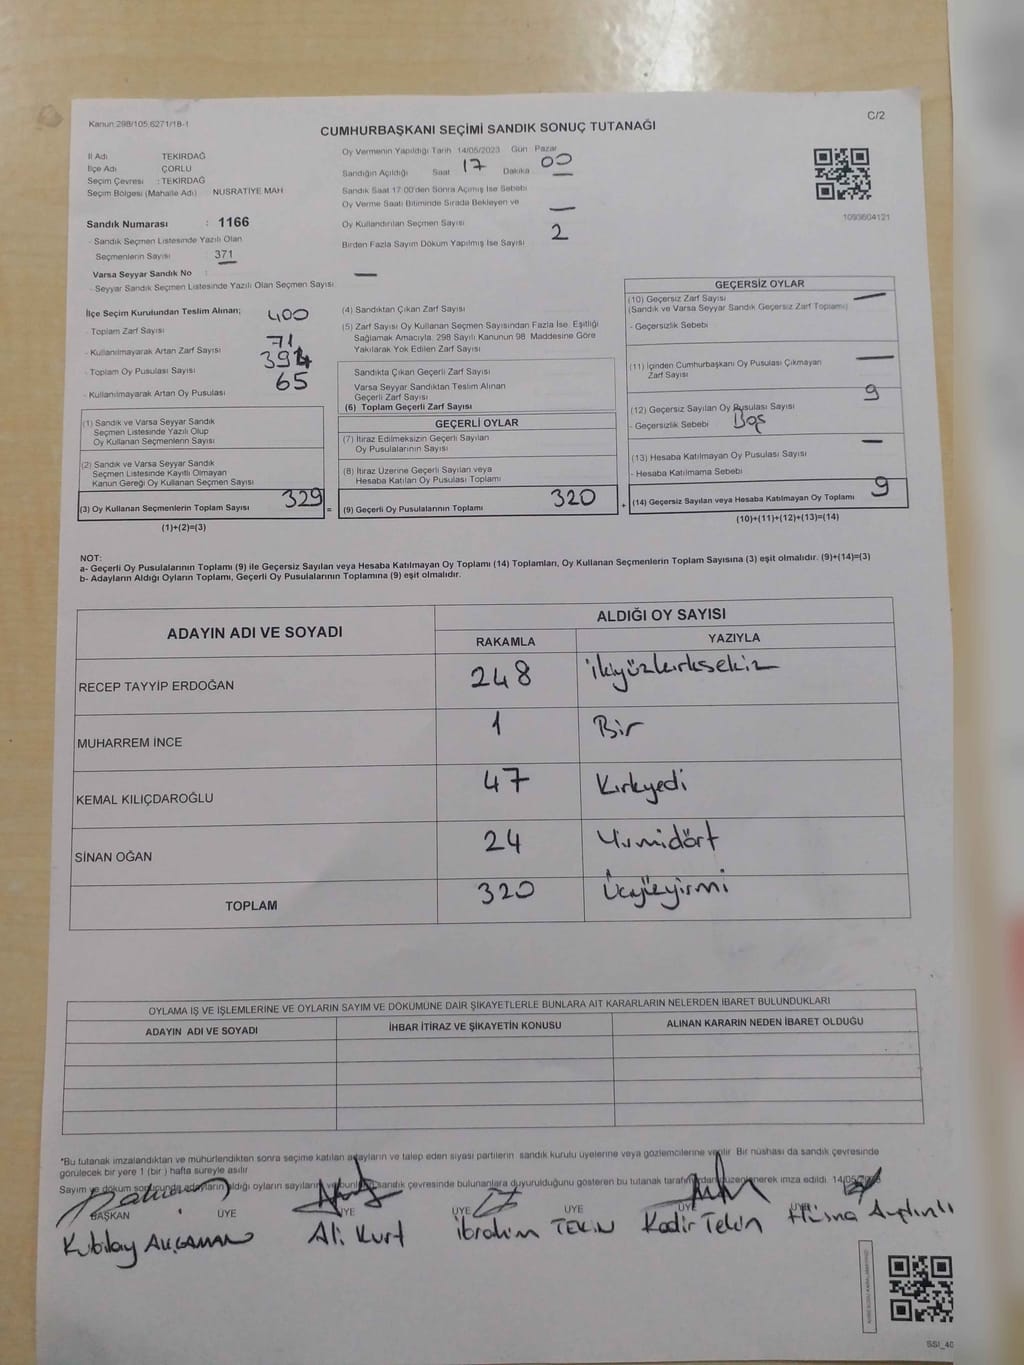 Kanun:298/105,6271/18-1
C/2
CUMHURBAŞKANI SEÇİMİ SANDIK SONUÇ TUTANAĞI
İl Adı TEKİRDAĞ
İlçe Adı ÇORLU
Seçim Çevresi : TEKİRDAĞ
Seçim Bölgesi (Mahalle Adı) NUSRATİYE MAH
Oy Vermenin Yapıldığı Tarih 14/05/2023 Gün Pazar
Sandığın Açıldığı Saat 17 Dakika 00
Sandık Saat 17 00'den Sonra Açımış İse Sebebi
Oy Verme Saati Bitiminde Sırada Bekleyen ve
Oy Kullandırılan Seçmen Sayısı —
Birden Fazla Sayım Döküm Yapılmış İse Sayısı 2
1093604121
Sandık Numarası : 1166
- Sandık Seçmen Listesinde Yazılı Olan
Seçmenlerin Sayısı : 371
Varsa Seyyar Sandık No : —
- Seyyar Sandık Seçmen Listesinde Yazılı Olan Seçmen Sayısı
İlçe Seçim Kurulundan Teslim Alınan;
- Toplam Zarf Sayısı 400
- Kullanılmayarak Artan Zarf Sayısı 71
- Toplam Oy Pusulası Sayısı 394
- Kullanılmayarak Artan Oy Pusulası 65
(1) Sandık ve Varsa Seyyar Sandık
Seçmen Listesinde Yazılı Olup
Oy Kullanan Seçmenlerin Sayısı
(2) Sandık ve Varsa Seyyar Sandık
Seçmen Listesinde Kayıtlı Olmayan
Kanun Gereği Oy Kullanan Seçmen Sayısı
(3) Oy Kullanan Seçmenlerin Toplam Sayısı 329 =
(1)+(2)=(3)
(4) Sandıktan Çıkan Zarf Sayısı
(5) Zarf Sayısı Oy Kullanan Seçmen Sayısından Fazla İse, Eşitliği
Sağlamak Amacıyla, 298 Sayılı Kanunun 98 Maddesine Göre
Yakılarak Yok Edilen Zarf Sayısı
Sandıkta Çıkan Geçerli Zarf Sayısı
Varsa Seyyar Sandıktan Teslim Alınan
Geçerli Zarf Sayısı
(6) Toplam Geçerli Zarf Sayısı
GEÇERLİ OYLAR
(7) İtiraz Edilmeksizin Geçerli Sayılan
Oy Pusulalarının Sayısı
(8) İtiraz Üzerine Geçerli Sayılan veya
Hesaba Katılan Oy Pusulası Toplamı
(9) Geçerli Oy Pusulalarının Toplamı 320 +
GEÇERSİZ OYLAR
(10) Geçersiz Zarf Sayısı —
(Sandık ve Varsa Seyyar Sandık Geçersiz Zarf Toplamı)
- Geçersizlik Sebebi
(11) İçinden Cumhurbaşkanı Oy Pusulası Çıkmayan —
Zarf Sayısı
(12) Geçersiz Sayılan Oy Pusulası Sayısı 9
- Geçersizlik Sebebi Boş
(13) Hesaba Katılmayan Oy Pusulası Sayısı —
- Hesaba Katılmama Sebebi
(14) Geçersiz Sayılan veya Hesaba Katılmayan Oy Toplamı 9
(10)+(11)+(12)+(13)=(14)
NOT:
a- Geçerli Oy Pusulalarının Toplamı (9) ile Geçersiz Sayılan veya Hesaba Katılmayan Oy Toplamı (14) Toplamları, Oy Kullanan Seçmenlerin Toplam Sayısına (3) eşit olmalıdır. (9)+(14)=(3)
b- Adayların Aldığı Oyların Toplamı, Geçerli Oy Pusulalarının Toplamına (9) eşit olmalıdır.
ADAYIN ADI VE SOYADI ALDIĞI OY SAYISI
RAKAMLA YAZIYLA
RECEP TAYYİP ERDOĞAN 248 ikiyüzkırksekiz
MUHARREM İNCE 1 Bir
KEMAL KILIÇDAROĞLU 47 Kırkyedi
SİNAN OĞAN 24 Yirmidört
TOPLAM 320 Üçyüzyirmi
OYLAMA İŞ VE İŞLEMLERİNE VE OYLARIN SAYIM VE DÖKÜMÜNE DAİR ŞİKAYETLERLE BUNLARA AİT KARARLARIN NELERDEN İBARET BULUNDUKLARI
ADAYIN ADI VE SOYADI İHBAR İTİRAZ VE ŞİKAYETİN KONUSU ALINAN KARARIN NEDEN İBARET OLDUĞU
*Bu tutanak imzalandıktan ve mühürlendikten sonra seçime katılan adayların ve talep eden siyasi partilerin sandık kurulu üyelerine veya gözlemcilerine verilir Bir nüshası da sandık çevresinde
görülecek bir yere 1 (bir ) hafta süreyle asılır
Sayım ve döküm sonucunda adayların aldığı oyların sayıları bulunan sandık çevresinde bulunanlara duyurulduğunu gösteren bu tutanak tarafımızdan düzenlenerek imza edildi. 14/05/2023
BAŞKAN ÜYE ÜYE ÜYE ÜYE ÜYE ÜYE
Kubilay Ali Kurt İbrahim TEKİN Kadir Tekin Hüsna Aydınlı
SSI_40